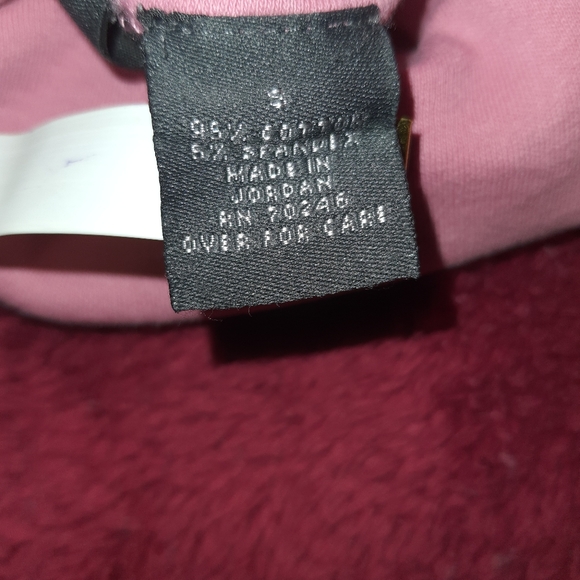 S
95% COTTON
5% SPANDEX
MADE IN
JORDAN
RN 70246
OVER FOR CARE